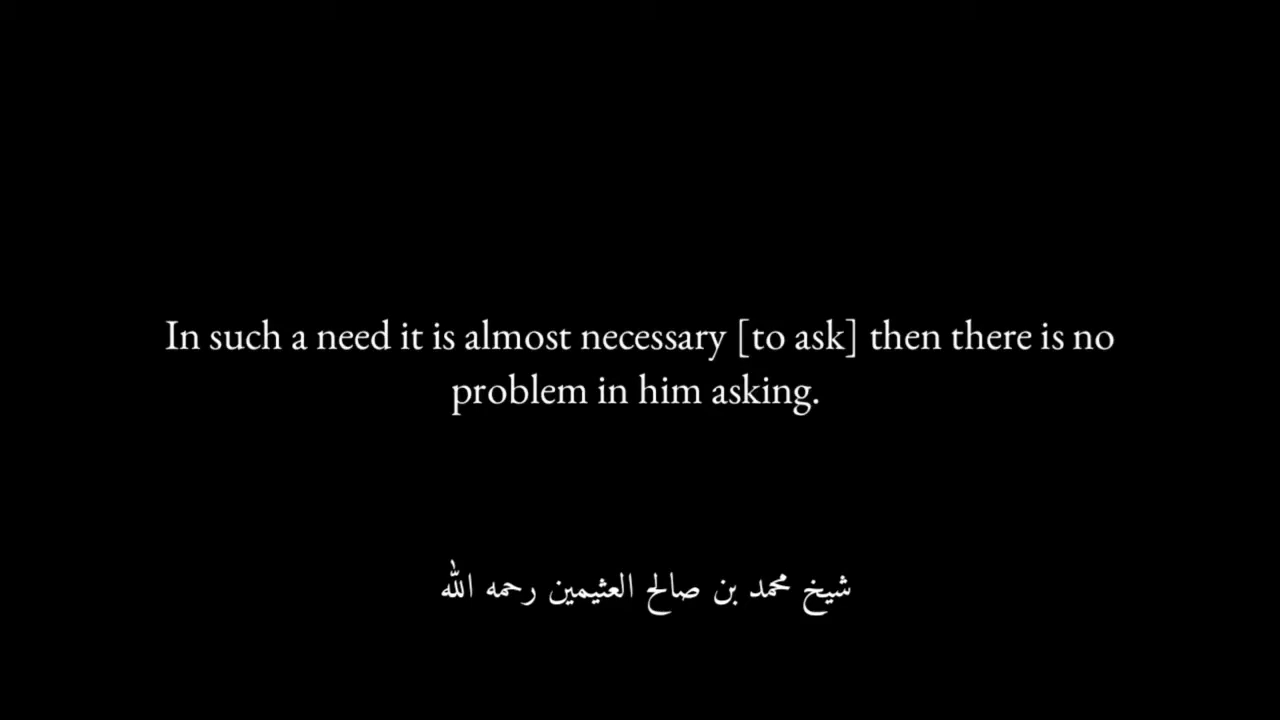 In such a need it is almost necessary [to ask] then there is no
problem in him asking.
شيخ محمد بن صالح العثيمين رحمه الله